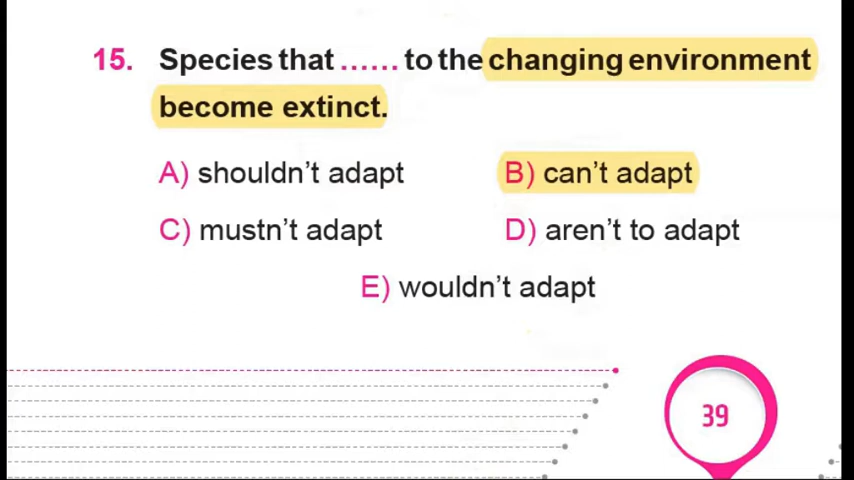 15. Species that ...... to the changing environment
become extinct.
A) shouldn't adapt B) can't adapt
C) mustn't adapt D) aren't to adapt
E) wouldn't adapt
39